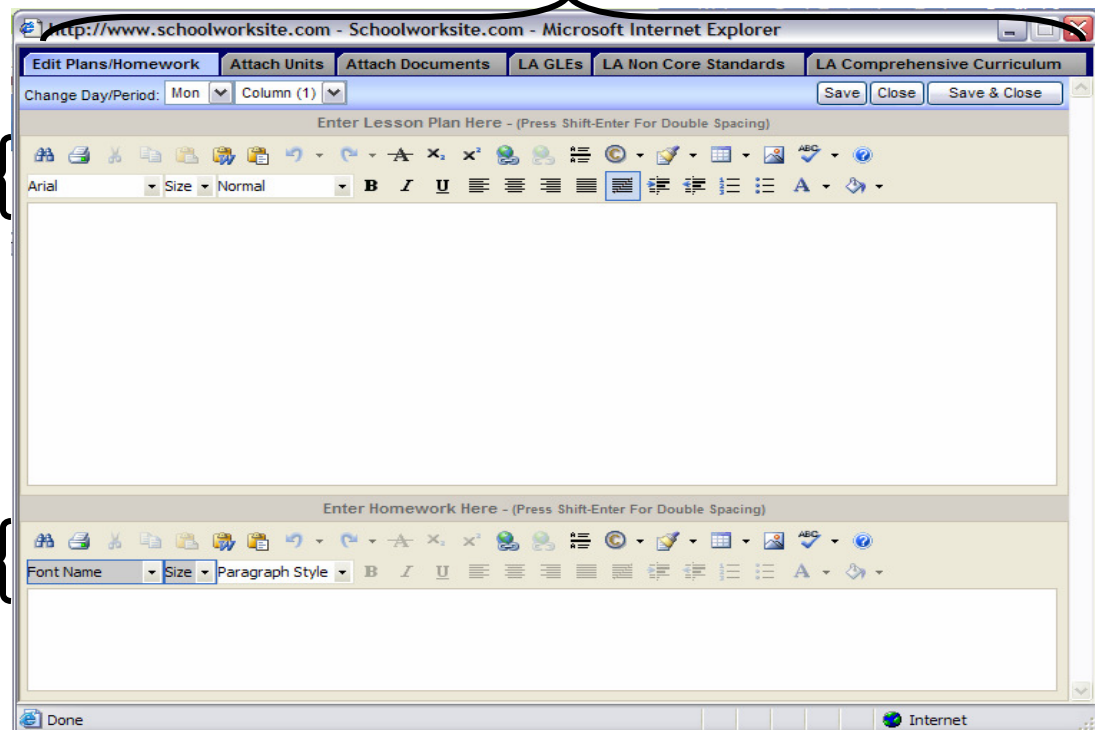 http://www.schoolworksite.com - Schoolworksite.com - Microsoft Internet Explorer
Edit Plans/Homework Attach Units Attach Documents LA GLEs LA Non Core Standards LA Comprehensive Curriculum
Change Day/Period: Mon Column (1) Save Close Save & Close
Enter Lesson Plan Here - (Press Shift-Enter For Double Spacing)
Arial Size Normal B I U A
Enter Homework Here - (Press Shift-Enter For Double Spacing)
Font Name Size Paragraph Style B I U A
Done Internet